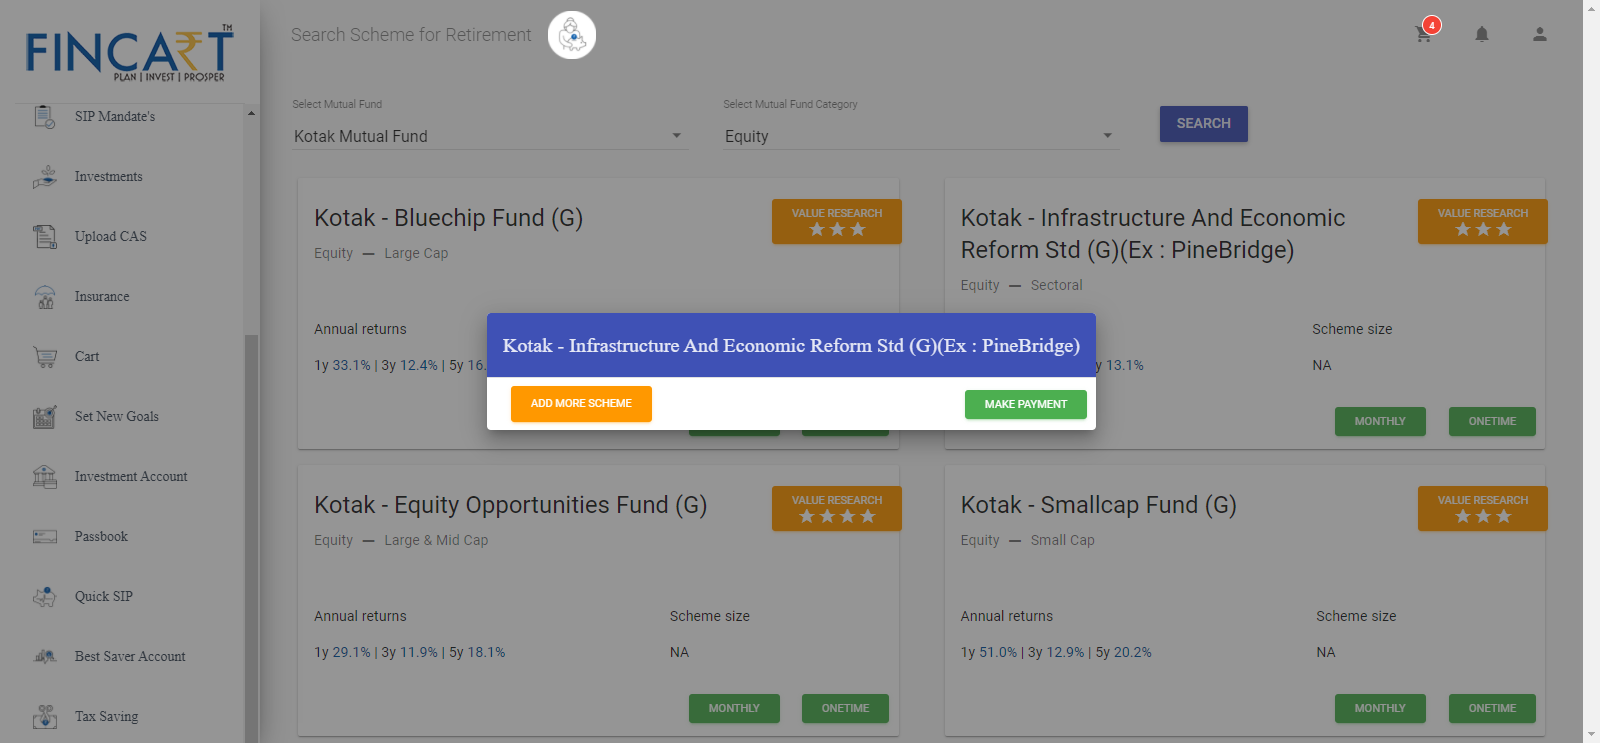 FINCART
TM
PLAN | INVEST | PROSPER
SIP Mandate's
Investments
Upload CAS
Insurance
Cart
Set New Goals
Investment Account
Passbook
Quick SIP
Best Saver Account
Tax Saving
Search Scheme for Retirement
4
Select Mutual Fund
Kotak Mutual Fund
Select Mutual Fund Category
Equity
SEARCH
Kotak - Bluechip Fund (G)
Equity — Large Cap
VALUE RESEARCH
Annual returns
1y 33.1% | 3y 12.4% | 5y 16.
Kotak - Infrastructure And Economic
Reform Std (G)(Ex : PineBridge)
Equity — Sectoral
VALUE RESEARCH
Scheme size
y 13.1%
NA
MONTHLY
ONETIME
Kotak - Infrastructure And Economic Reform Std (G)(Ex : PineBridge)
ADD MORE SCHEME
MAKE PAYMENT
Kotak - Equity Opportunities Fund (G)
Equity — Large & Mid Cap
VALUE RESEARCH
Annual returns
Scheme size
1y 29.1% | 3y 11.9% | 5y 18.1%
NA
MONTHLY
ONETIME
Kotak - Smallcap Fund (G)
Equity — Small Cap
VALUE RESEARCH
Annual returns
Scheme size
1y 51.0% | 3y 12.9% | 5y 20.2%
NA
MONTHLY
ONETIME